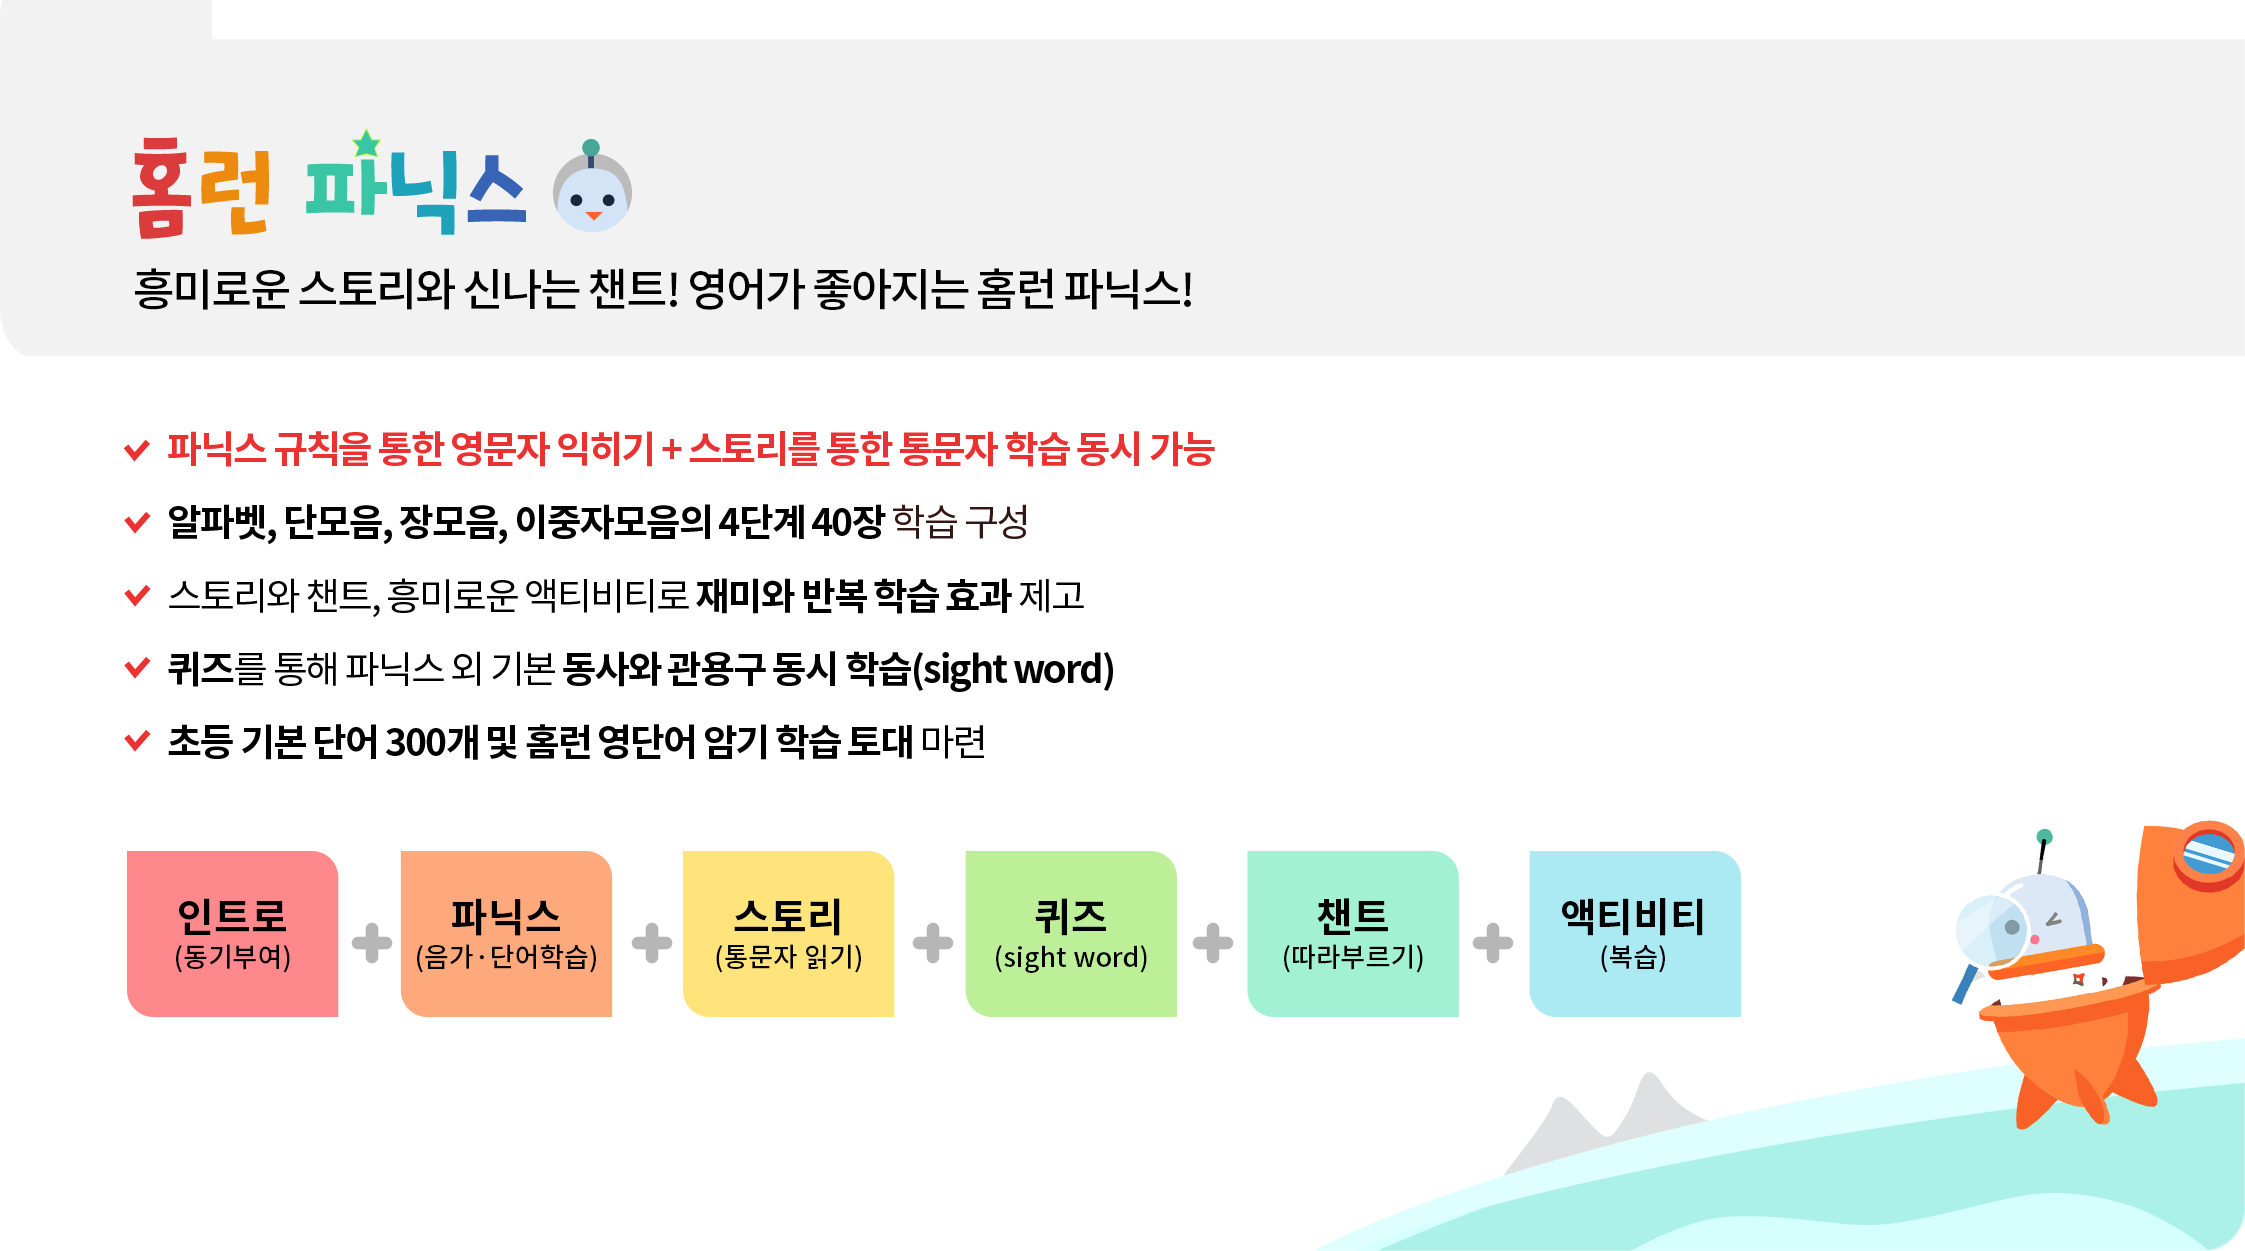 홈런 파닉스
흥미로운 스토리와 신나는 챈트! 영어가 좋아지는 홈런 파닉스!
파닉스 규칙을 통한 영문자 익히기 + 스토리를 통한 통문자 학습 동시 가능
알파벳, 단모음, 장모음, 이중자모음의 4단계 40장 학습 구성
스토리와 챈트, 흥미로운 액티비티로 재미와 반복 학습 효과 제고
퀴즈를 통해 파닉스 외 기본 동사와 관용구 동시 학습(sight word)
초등 기본 단어 300개 및 홈런 영단어 암기 학습 토대 마련
인트로
(동기부여)
파닉스
(음가·단어학습)
스토리
(통문자 읽기)
퀴즈
(sight word)
챈트
(따라부르기)
액티비티
(복습)